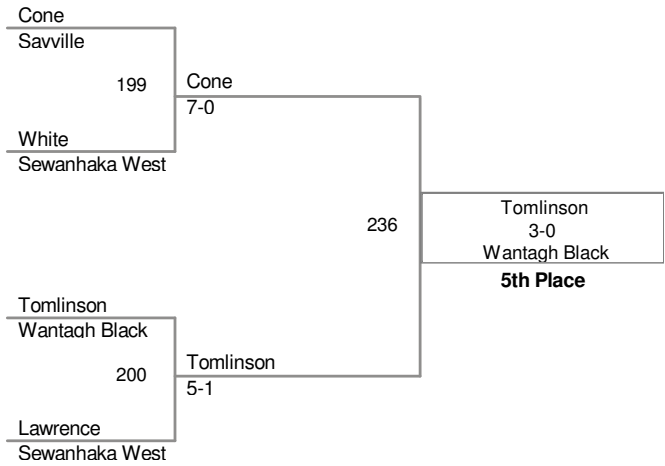 Cone
Savville
199
Cone
7-0
White
Sewanhaka West
236
Tomlinson
3-0
Wantagh Black
5th Place
Tomlinson
Wantagh Black
200
Tomlinson
5-1
Lawrence
Sewanhaka West